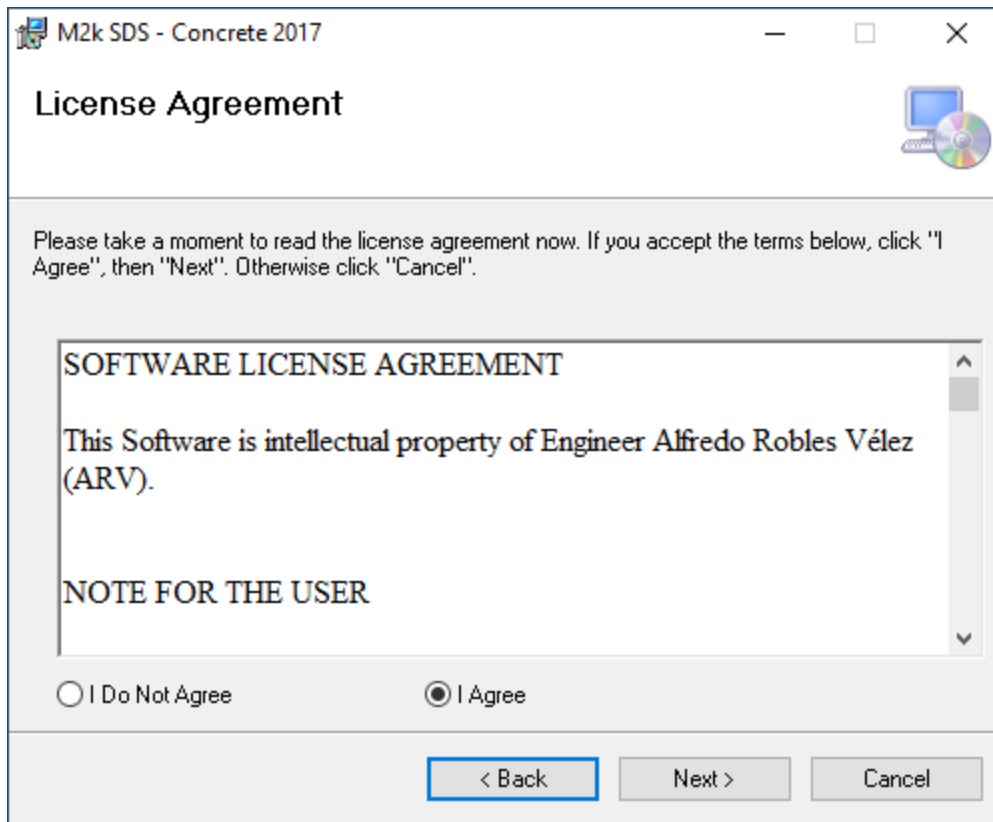 M2k SDS - Concrete 2017
License Agreement
Please take a moment to read the license agreement now. If you accept the terms below, click "I
Agree", then "Next". Otherwise click "Cancel".
SOFTWARE LICENSE AGREEMENT
This Software is intellectual property of Engineer Alfredo Robles Vélez
(ARV).
NOTE FOR THE USER
I Do Not Agree
I Agree
< Back
Next >
Cancel